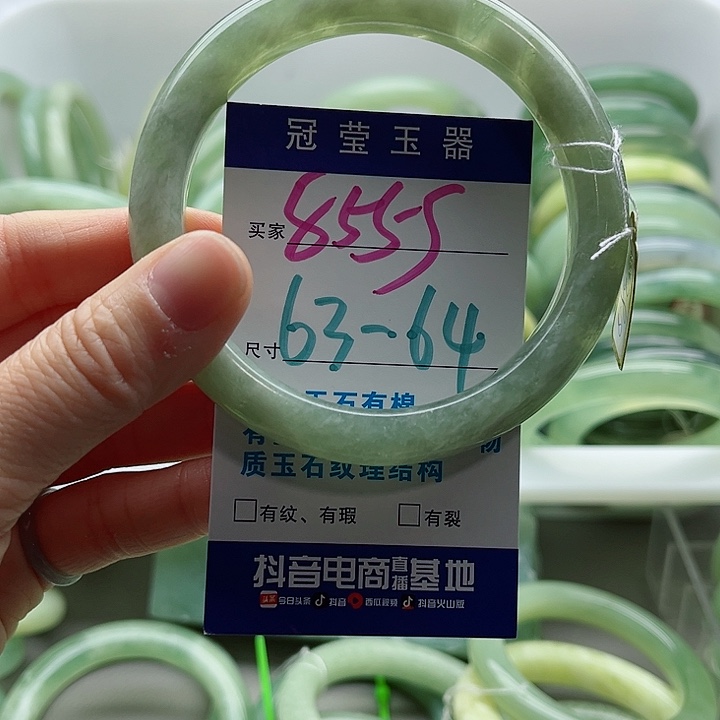 冠莹玉器
买家 8555
尺寸 63-64
玉石有棉
有 物
质玉石纹理结构
□有纹、有瑕 □有裂
抖音电商直播基地
今日头条 抖音 西瓜视频 抖音火山版